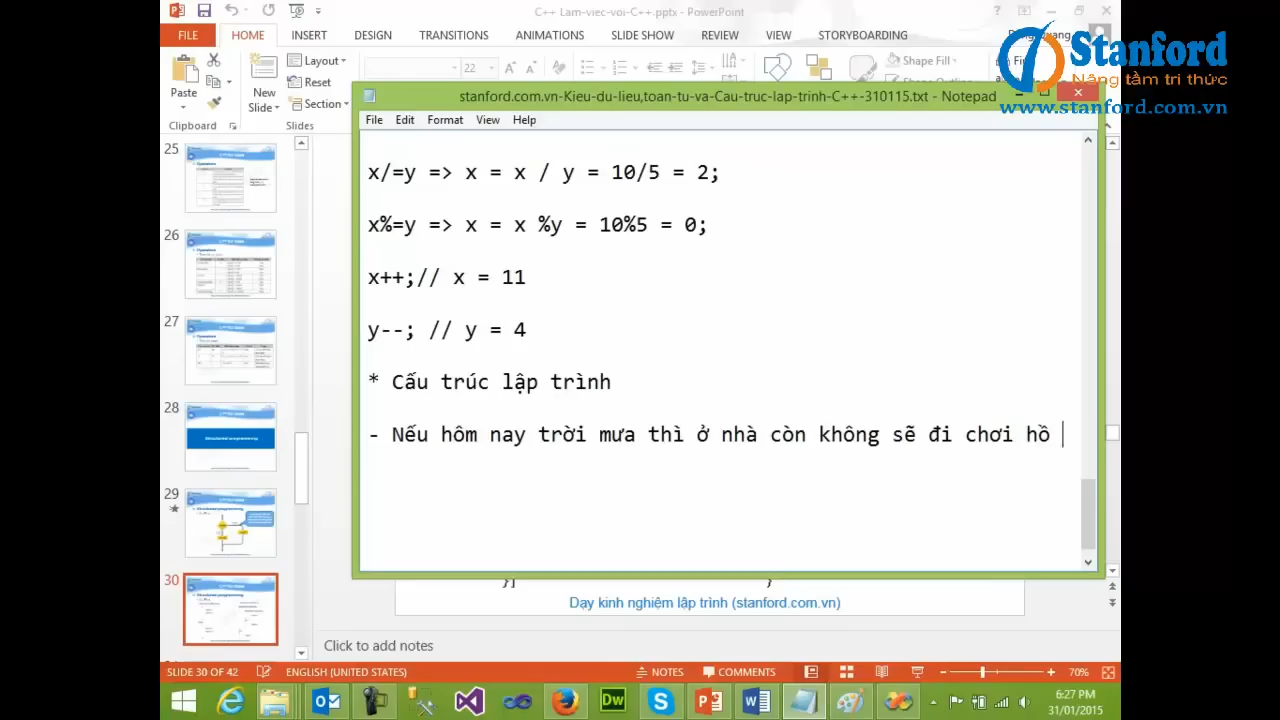 C++ Lam-viec-voi-C++.pptx - PowerPoint
FILE HOME INSERT DESIGN TRANSITIONS ANIMATIONS SLIDE SHOW REVIEW VIEW STORYBOARDING
Stanford
Nâng tầm tri thức
www.stanford.com.vn
Paste
New
Slide
Layout
Reset
Section
22
Shape Fill
Clipboard
Slides
stanford.com.vn-Kieu-du-lieu,toan-tu-va-Cau-truc-lap-trinh-C++-310115.txt - Notepad
File Edit Format View Help
x/=y => x = x / y = 10/5 = 2;
x%=y => x = x %y = 10%5 = 0;
x++;// x = 11
y--; // y = 4
* Cấu trúc lập trình
- Nếu hôm nay trời mưa thì ở nhà còn không sẽ đi chơi hồ
25
26
27
28
29
30
Dạy kinh nghiệm lập trình (stanford.com.vn)
Click to add notes
SLIDE 30 OF 42 ENGLISH (UNITED STATES) NOTES COMMENTS 70%
Dw
6:27 PM
31/01/2015